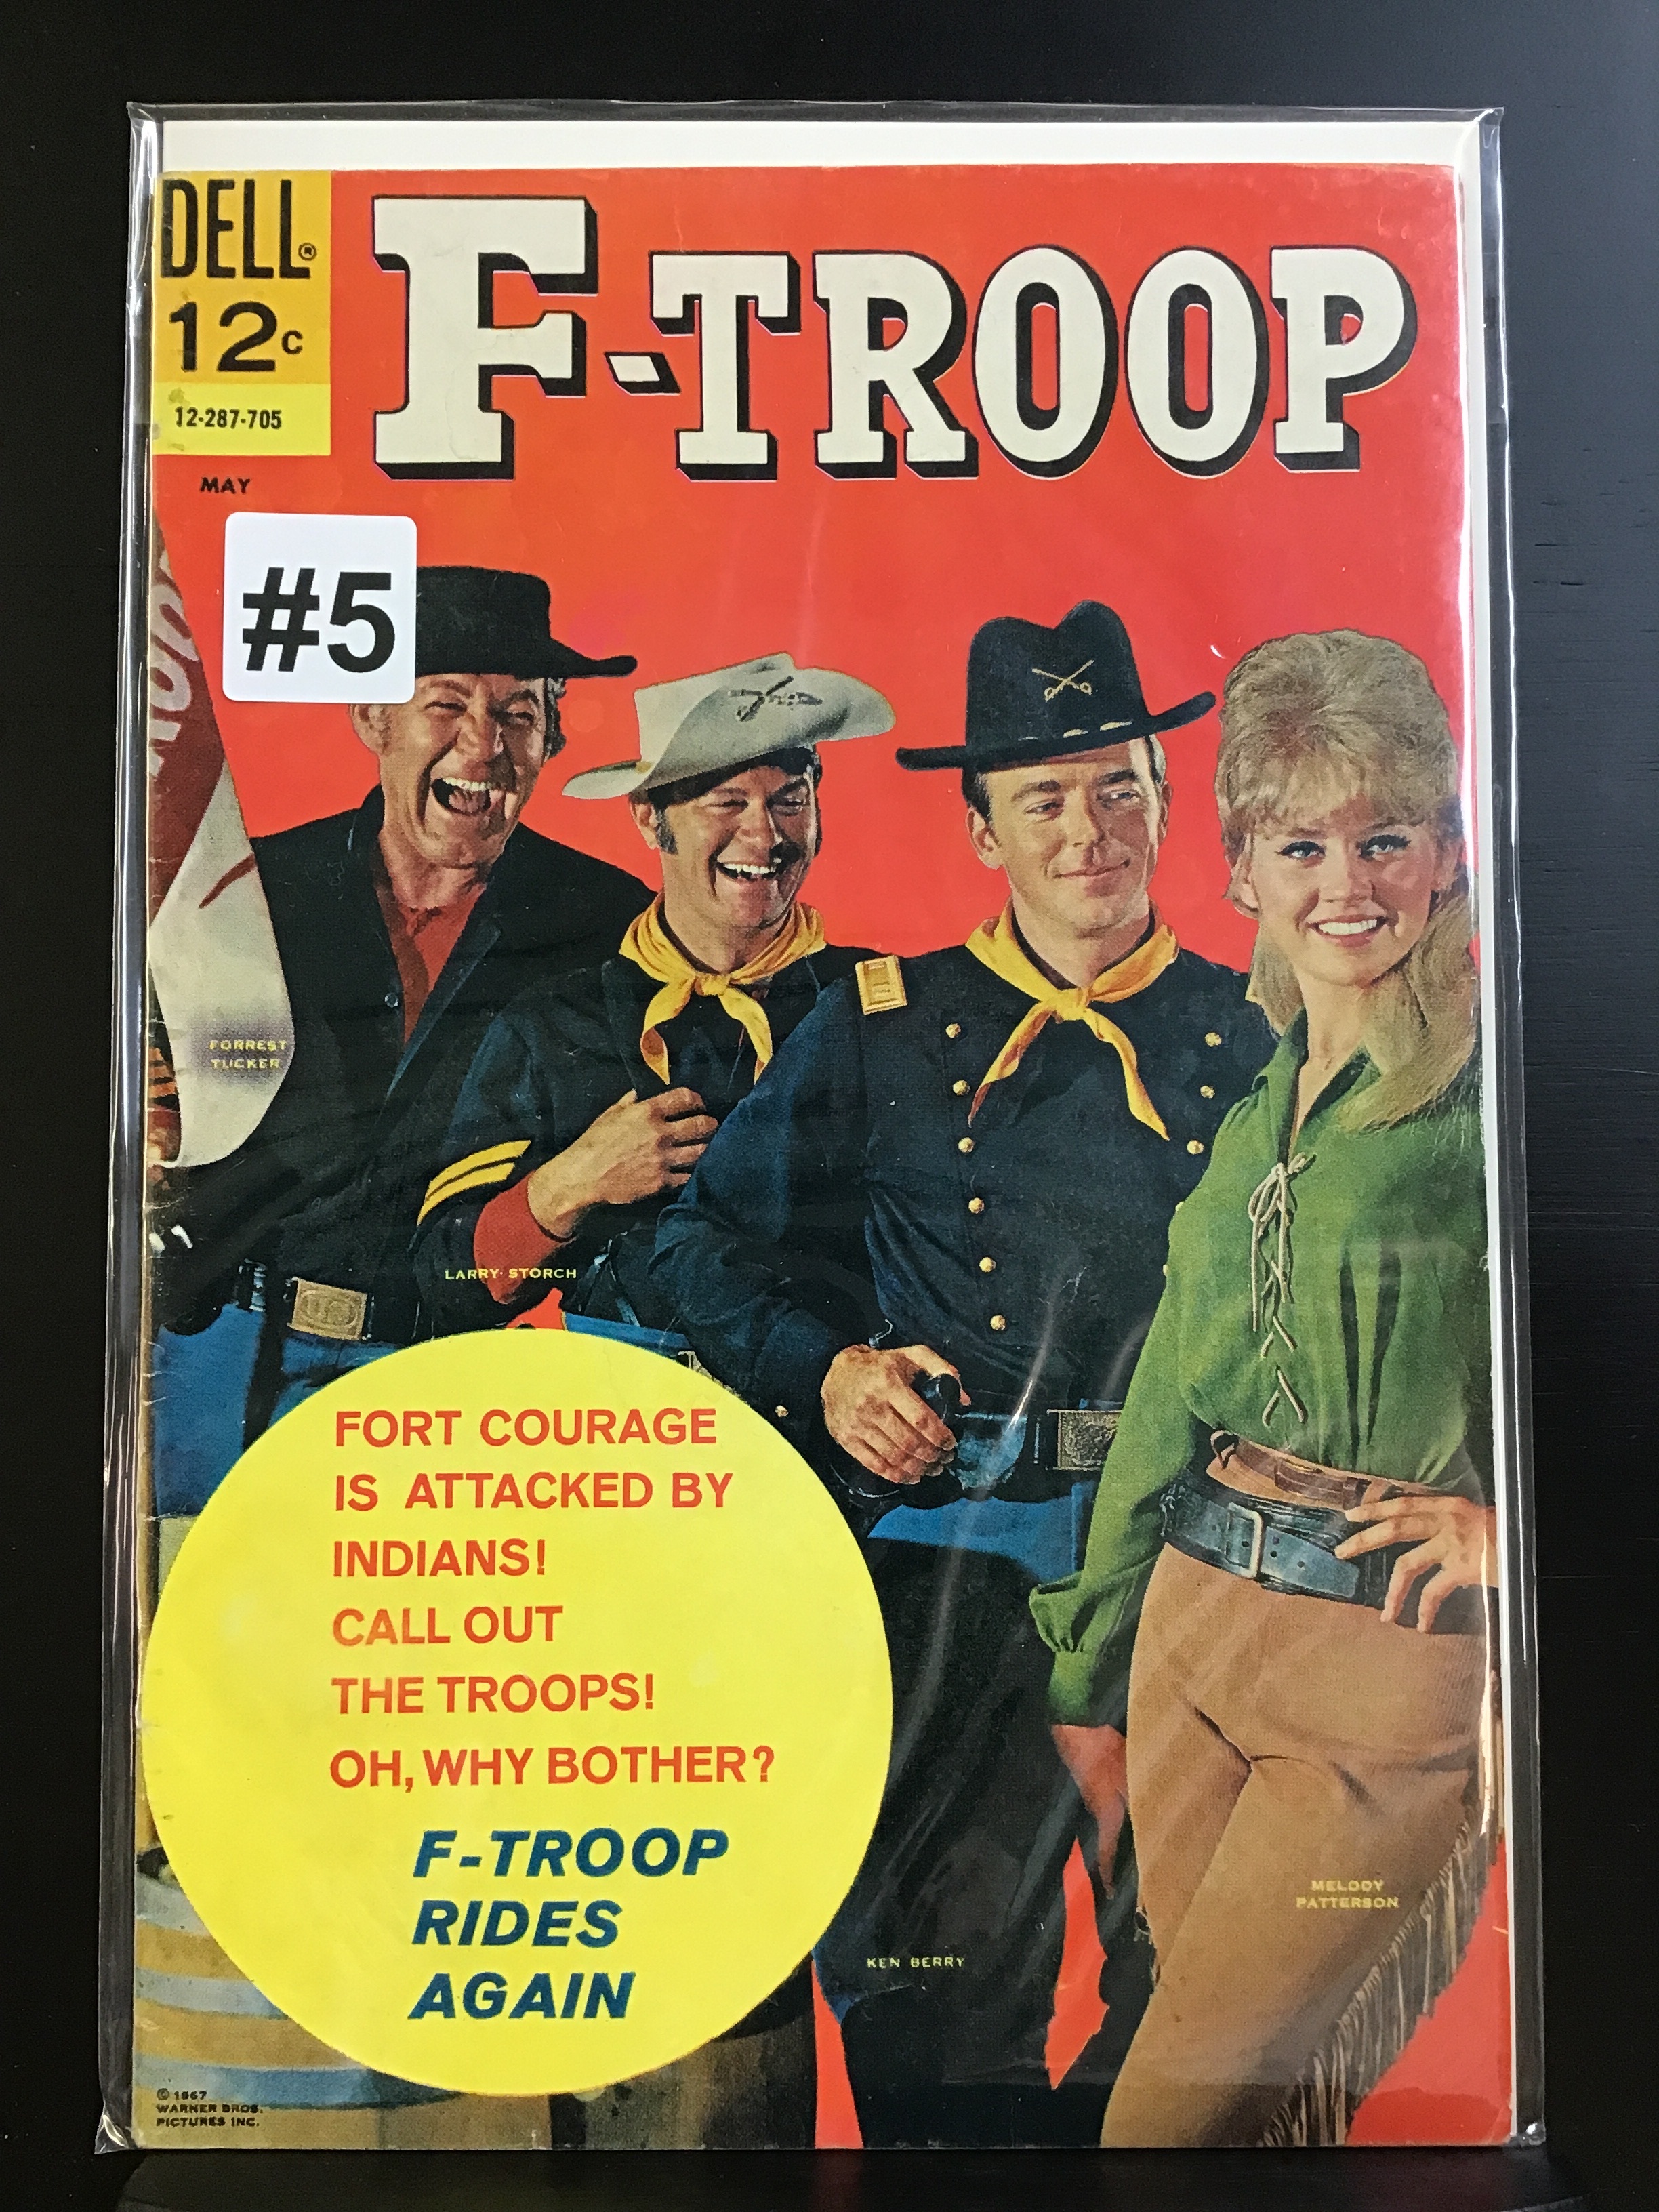 DELL®
12c
12-287-705
MAY
F-TROOP
#5
FORREST
TUCKER
LARRY STORCH
FORT COURAGE
IS ATTACKED BY
INDIANS!
CALL OUT
THE TROOPS!
OH, WHY BOTHER?
F-TROOP
RIDES
AGAIN
KEN BERRY
MELODY
PATTERSON
© 1967
WARNER BROS.
PICTURES INC.